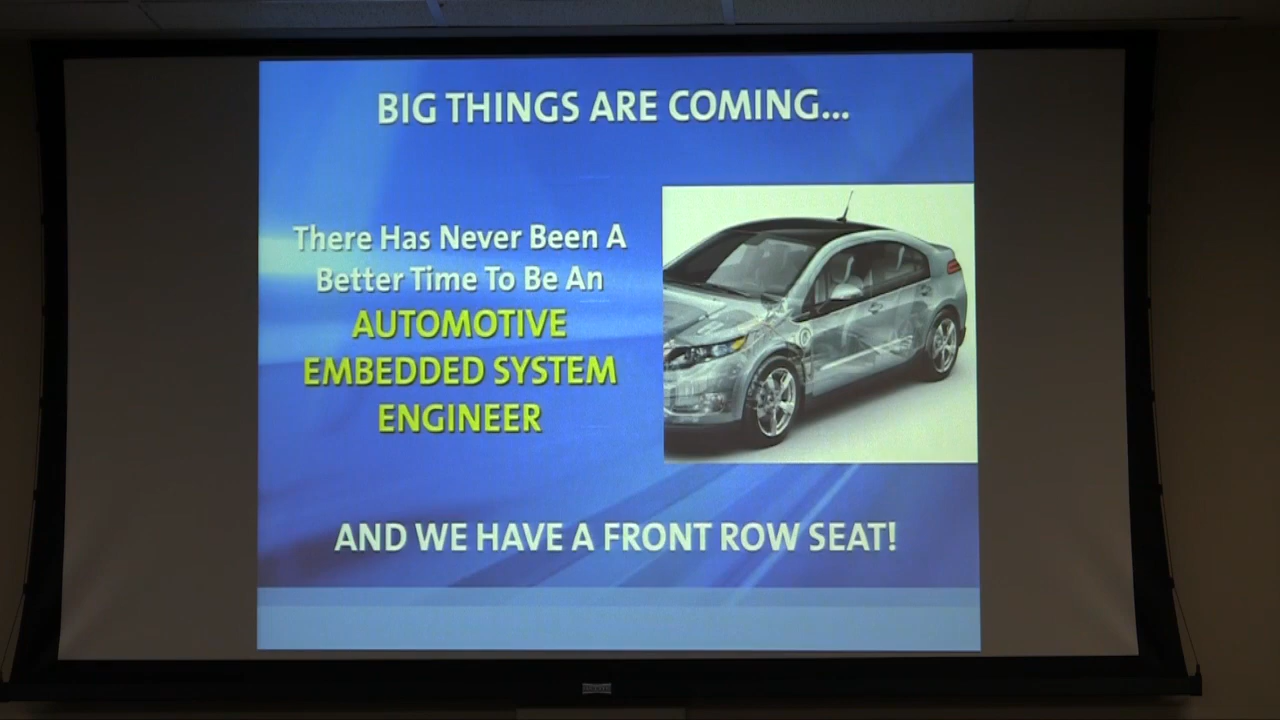 BIG THINGS ARE COMING...
There Has Never Been A
Better Time To Be An
AUTOMOTIVE
EMBEDDED SYSTEM
ENGINEER
AND WE HAVE A FRONT ROW SEAT!